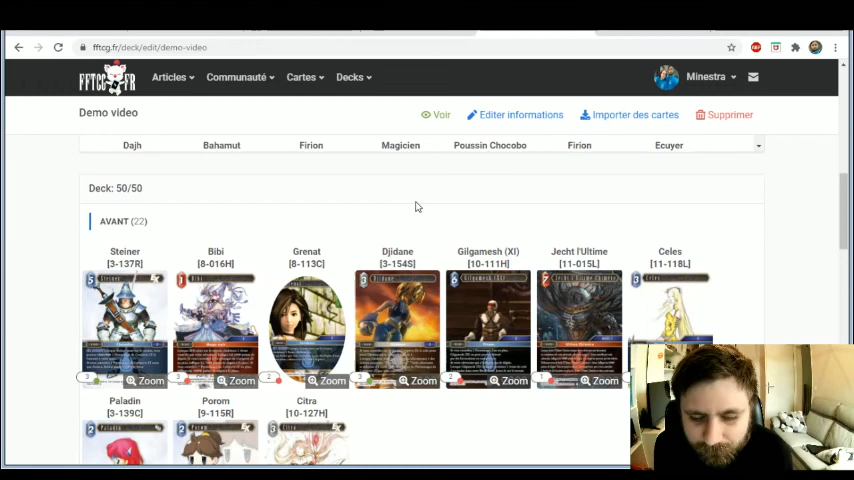 fftcg.fr/deck/edit/demo-video
FFTCG FR
Articles
Communauté
Cartes
Decks
Minestra
Demo video
Voir
Editer informations
Importer des cartes
Supprimer
Dajh
Bahamut
Firion
Magicien
Poussin Chocobo
Firion
Ecuyer
Deck: 50/50
AVANT (22)
Steiner
[3-137R]
Bibi
[8-016H]
Grenat
[8-113C]
Djidane
[3-154S]
Gilgamesh (XI)
[10-111H]
Jecht l'Ultime
[11-015L]
Celes
[11-118L]
Zoom
Zoom
Zoom
Zoom
Zoom
Zoom
Paladin
[3-139C]
Porom
[9-115R]
Citra
[10-127H]